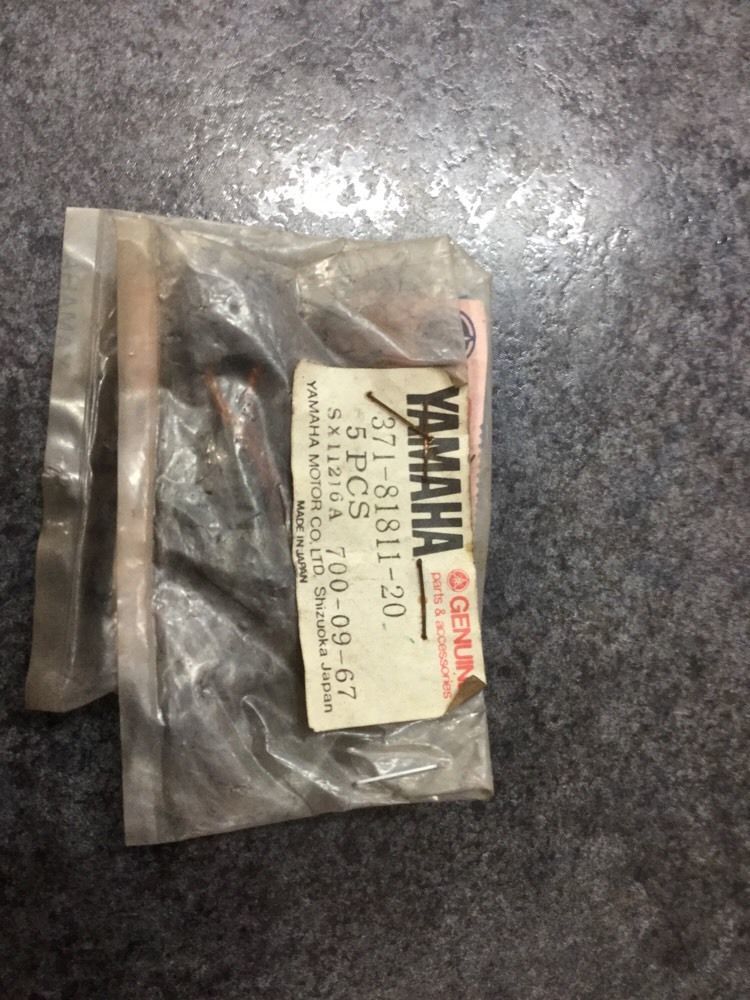 YAMAHA
GENUIN
parts & accessories
371-81811-20
5 PCS
SX11216A 700-09-67
YAMAHA MOTOR CO., LTD. Shizuoka Japan
MADE IN JAPAN